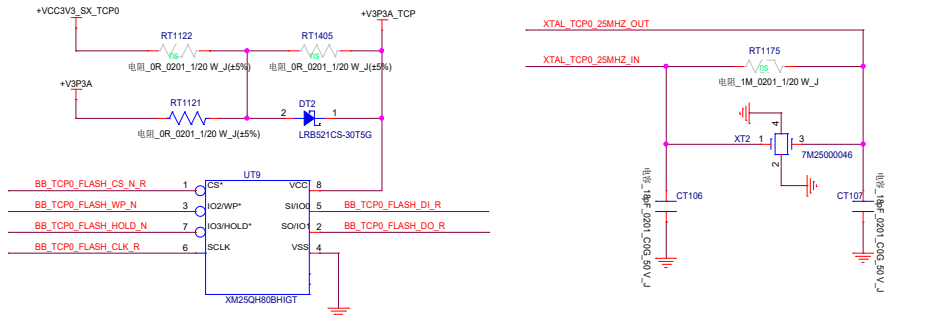 +VCC3V3_SX_TCP0
+V3P3A_TCP
RT1122
RT1405
ns
ns
电阻_0R_0201_1/20 W_J(±5%)
电阻_0R_0201_1/20 W_J(±5%)
+V3P3A
RT1121
电阻_0R_0201_1/20 W_J(±5%)
DT2
2
1
LRB521CS-30T5G
UT9
BB_TCP0_FLASH_CS_N_R
1
CS*
VCC
8
BB_TCP0_FLASH_WP_N
3
IO2/WP*
SI/IO0
5
BB_TCP0_FLASH_DI_R
BB_TCP0_FLASH_HOLD_N
7
IO3/HOLD*
SO/IO1
2
BB_TCP0_FLASH_DO_R
BB_TCP0_FLASH_CLK_R
6
SCLK
VSS
4
XM25QH80BHIGT
XTAL_TCP0_25MHZ_OUT
XTAL_TCP0_25MHZ_IN
RT1175
ns
电阻_1M_0201_1/20 W_J
4
XT2
1
3
7M25000046
2
CT106
电容_18pF_0201_C0G_50 V_J
CT107
电容_18pF_0201_C0G_50 V_J